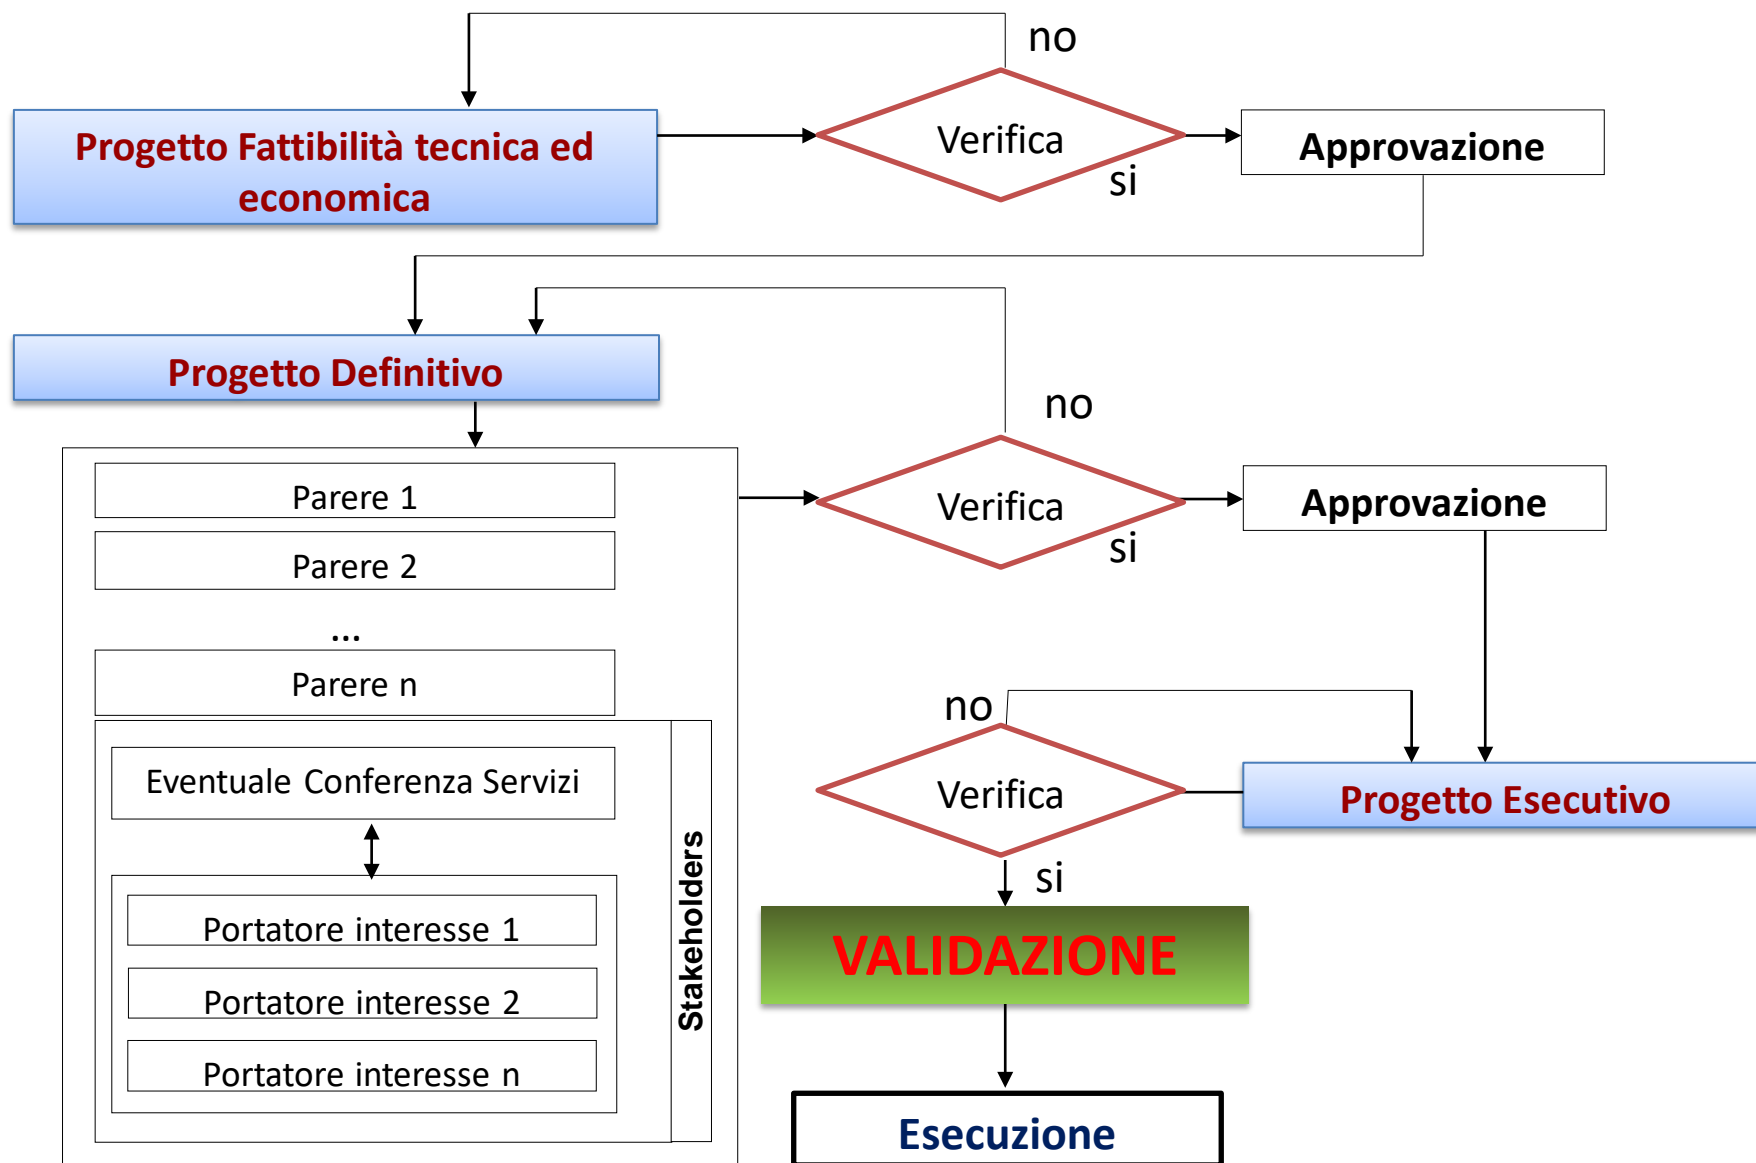 no
Progetto Fattibilità tecnica ed
economica
Verifica
si
Approvazione
Progetto Definitivo
no
Parere 1
Verifica
si
Approvazione
Parere 2
...
Parere n
no
Eventuale Conferenza Servizi
Verifica
Progetto Esecutivo
Stakeholders
si
Portatore interesse 1
VALIDAZIONE
Portatore interesse 2
Portatore interesse n
Esecuzione